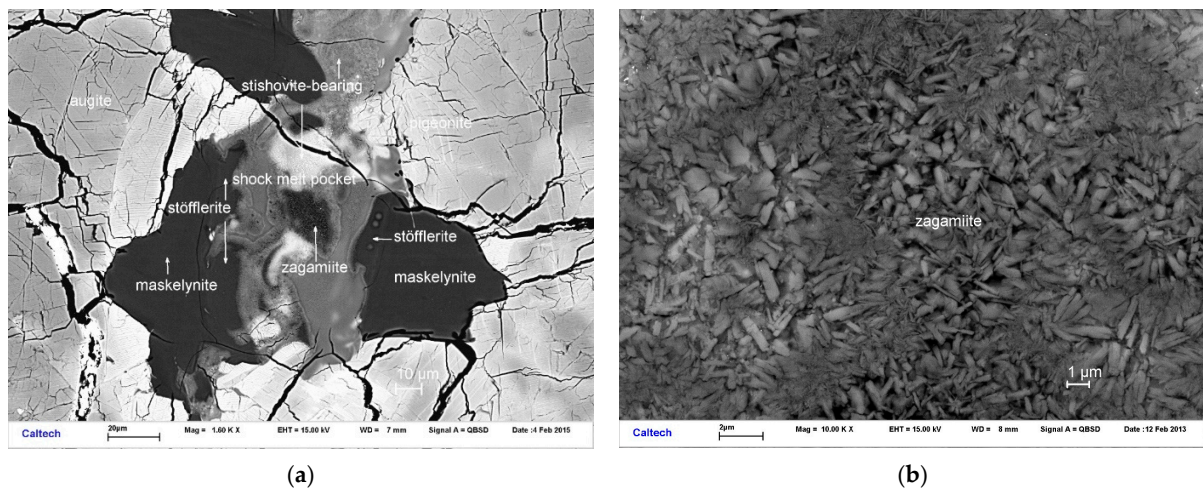 stishovite-bearing
augite
pigeonite
shock melt pocket
stöfflerite
stöfflerite
zagamiite
maskelynite
maskelynite
10 µm
Caltech
20µm
Mag = 1.60 K X
EHT = 15.00 kV
WD = 7 mm
Signal A = QBSD
Date :4 Feb 2015
(a)
zagamiite
1 µm
Caltech
2µm
Mag = 10.00 K X
EHT = 15.00 kV
WD = 8 mm
Signal A = QBSD
Date :12 Feb 2013
(b)